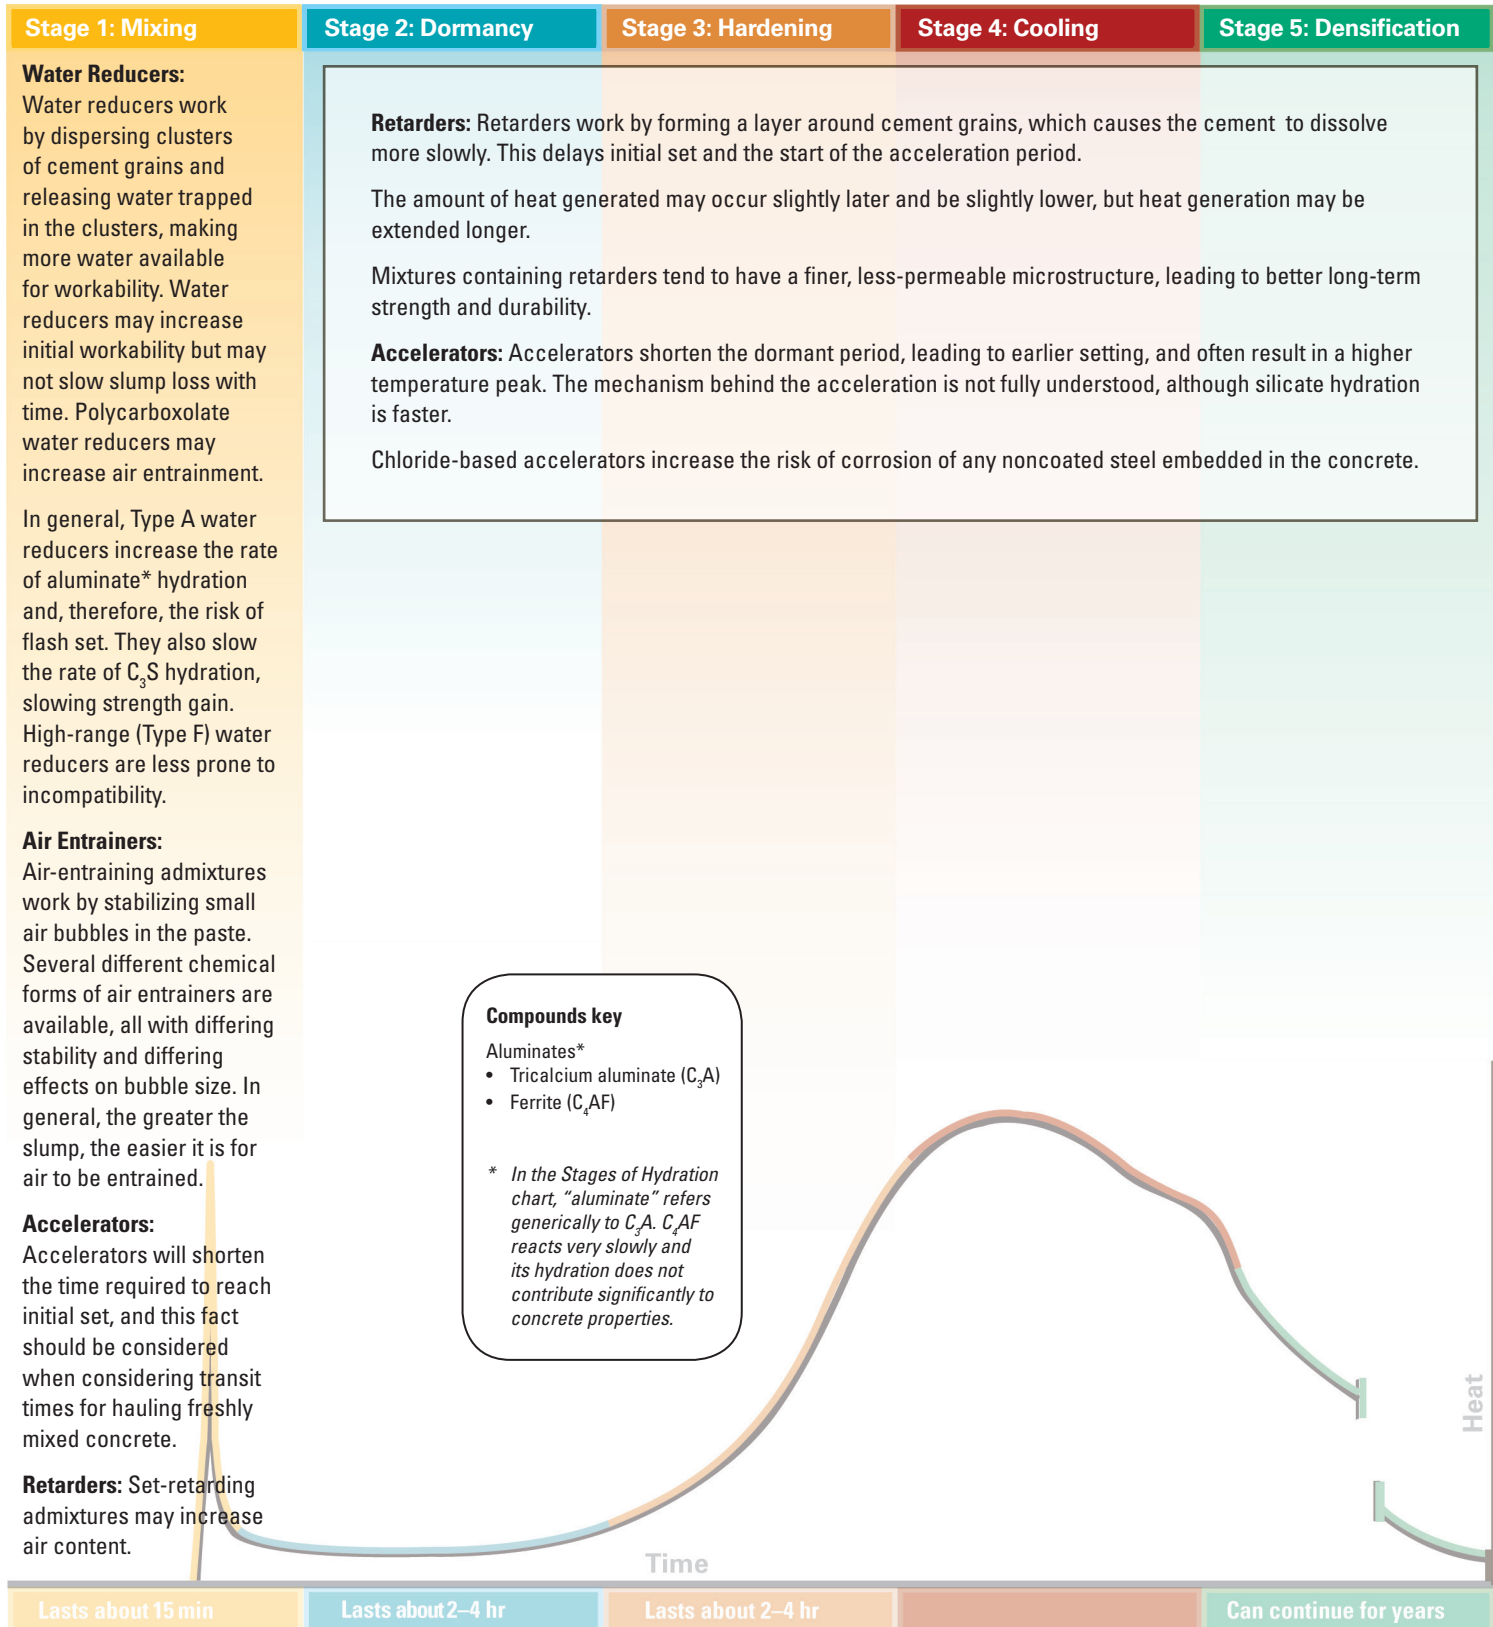 Stage 1: Mixing
Stage 2: Dormancy
Stage 3: Hardening
Stage 4: Cooling
Stage 5: Densification
Water Reducers:
Water reducers work
by dispersing clusters
of cement grains and
releasing water trapped
in the clusters, making
more water available
for workability. Water
reducers may increase
initial workability but may
not slow slump loss with
time. Polycarboxolate
water reducers may
increase air entrainment.
In general, Type A water
reducers increase the rate
of aluminate* hydration
and, therefore, the risk of
flash set. They also slow
the rate of C₃S hydration,
slowing strength gain.
High-range (Type F) water
reducers are less prone to
incompatibility.
Air Entrainers:
Air-entraining admixtures
work by stabilizing small
air bubbles in the paste.
Several different chemical
forms of air entrainers are
available, all with differing
stability and differing
effects on bubble size. In
general, the greater the
slump, the easier it is for
air to be entrained.
Accelerators:
Accelerators will shorten
the time required to reach
initial set, and this fact
should be considered
when considering transit
times for hauling freshly
mixed concrete.
Retarders: Set-retarding
admixtures may increase
air content.
Retarders: Retarders work by forming a layer around cement grains, which causes the cement to dissolve
more slowly. This delays initial set and the start of the acceleration period.
The amount of heat generated may occur slightly later and be slightly lower, but heat generation may be
extended longer.
Mixtures containing retarders tend to have a finer, less-permeable microstructure, leading to better long-term
strength and durability.
Accelerators: Accelerators shorten the dormant period, leading to earlier setting, and often result in a higher
temperature peak. The mechanism behind the acceleration is not fully understood, although silicate hydration
is faster.
Chloride-based accelerators increase the risk of corrosion of any noncoated steel embedded in the concrete.
Compounds key
Aluminates*
• Tricalcium aluminate (C₃A)
• Ferrite (C₄AF)
* In the Stages of Hydration
chart, “aluminate” refers
generically to C₃A. C₄AF
reacts very slowly and
its hydration does not
contribute significantly to
concrete properties.
Heat
Time
Lasts about 15 min
Lasts about 2–4 hr
Lasts about 2–4 hr
Can continue for years